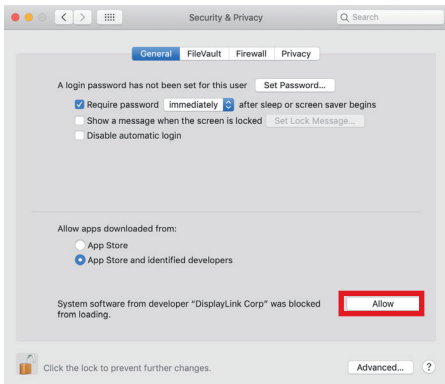 Security & Privacy
Search
General FileVault Firewall Privacy
A login password has not been set for this user Set Password...
Require password immediately after sleep or screen saver begins
Show a message when the screen is locked Set Lock Message...
Disable automatic login
Allow apps downloaded from:
App Store
App Store and identified developers
System software from developer “DisplayLink Corp” was blocked Allow
from loading.
Click the lock to prevent further changes. Advanced... ?